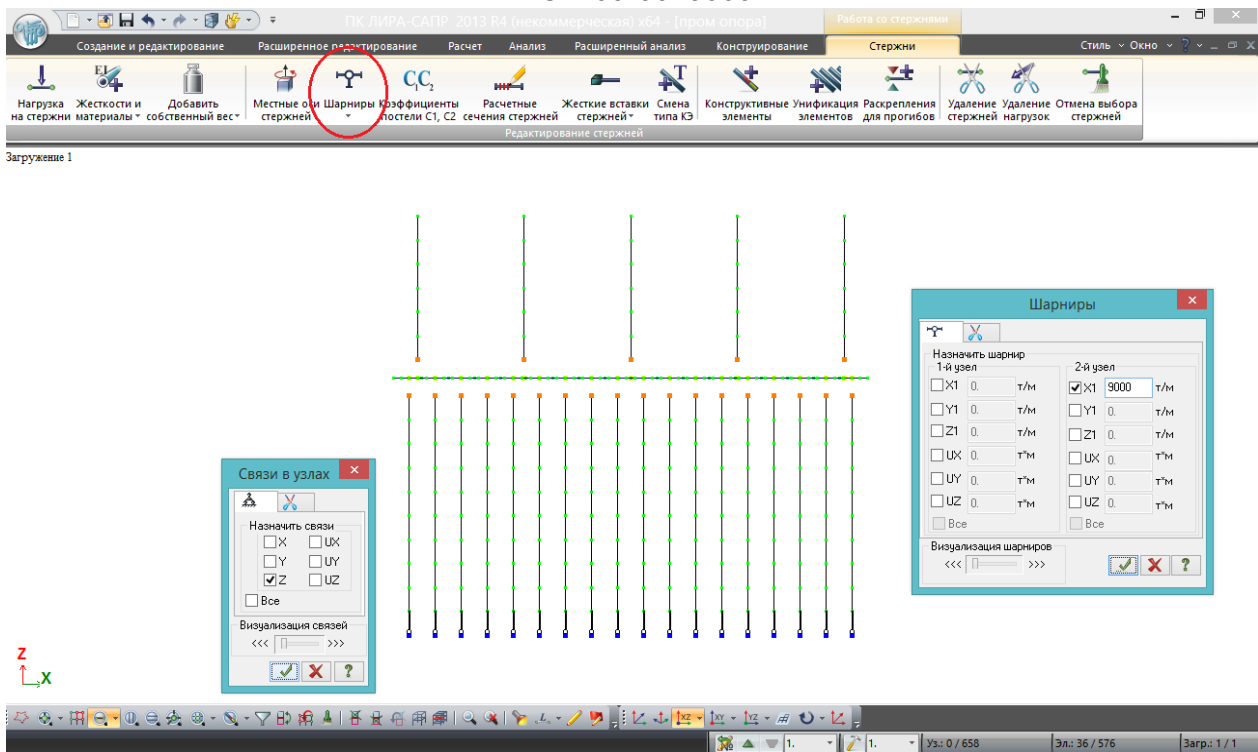 ПК ЛИРА-САПР 2013 R4 (некоммерческая) x64 - [пром опора]
Работа со стержнями
Создание и редактирование Расширенное редактирование Расчет Анализ Расширенный анализ Конструирование Стержни Стиль Окно
Нагрузка на стержни
Жесткости и материалы
Добавить собственный вес
Местные оси стержней
Шарниры
Коэффициенты постели C1, C2
Расчетные сечения стержней
Жесткие вставки стержней
Смена типа КЭ
Конструктивные элементы
Унификация элементов
Раскрепления для прогибов
Удаление стержней
Удаление нагрузок
Отмена выбора стержней
Редактирование стержней
Загружение 1
Шарниры
Назначить шарнир
1-й узел 2-й узел
X1 0. т/м X1 9000 т/м
Y1 0. т/м Y1 0. т/м
Z1 0. т/м Z1 0. т/м
UX 0. т*м UX 0. т*м
UY 0. т*м UY 0. т*м
UZ 0. т*м UZ 0. т*м
Все Все
Визуализация шарниров
<<< >>>
Связи в узлах
Назначить связи
X UX
Y UY
Z UZ
Все
Визуализация связей
<<< >>>
Z
X
1. 1. Уз.: 0 / 658 Эл.: 36 / 576 Загр.: 1 / 1